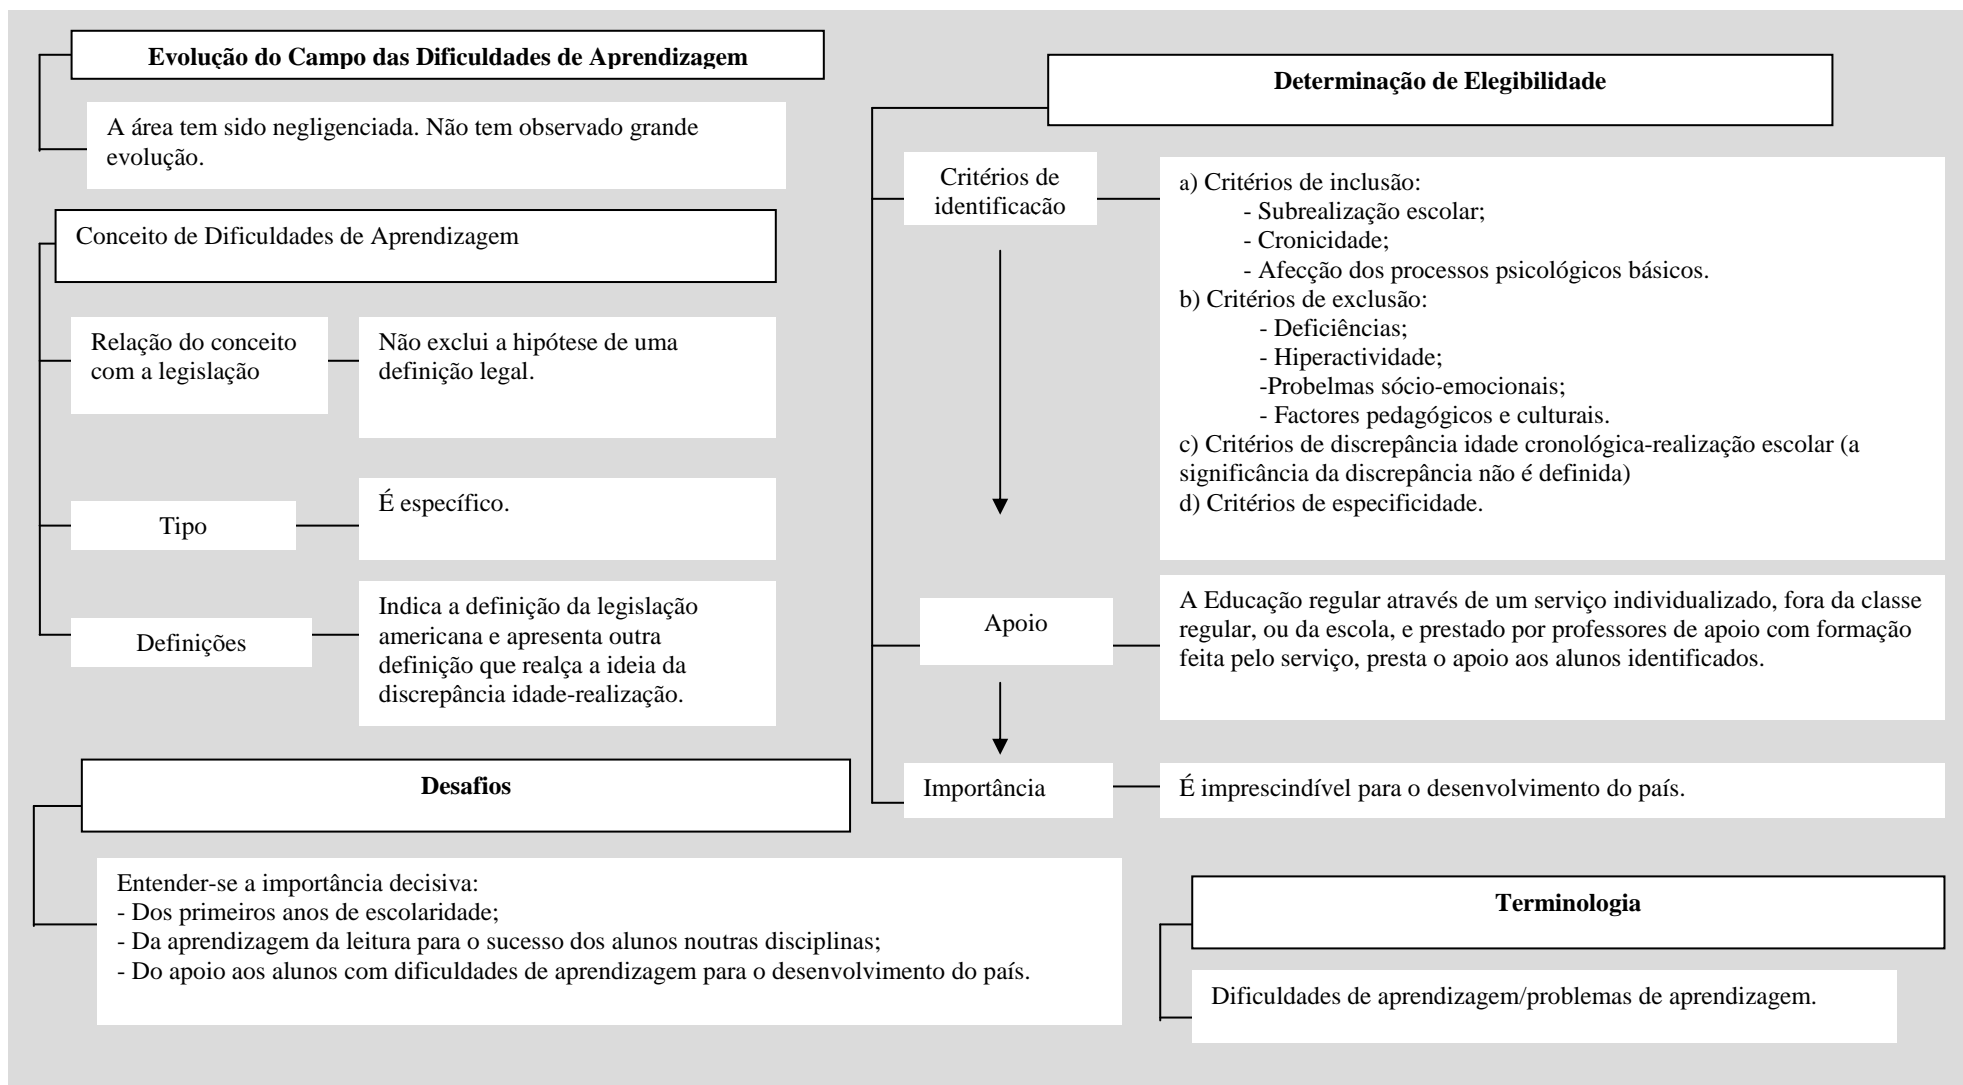 Evolução do Campo das Dificuldades de Aprendizagem
A área tem sido negligenciada. Não tem observado grande
evolução.
Conceito de Dificuldades de Aprendizagem
Relação do conceito
com a legislação
Não exclui a hipótese de uma
definição legal.
Tipo
É específico.
Definições
Indica a definição da legislação
americana e apresenta outra
definição que realça a ideia da
discrepância idade-realização.
Desafios
Entender-se a importância decisiva:
- Dos primeiros anos de escolaridade;
- Da aprendizagem da leitura para o sucesso dos alunos noutras disciplinas;
- Do apoio aos alunos com dificuldades de aprendizagem para o desenvolvimento do país.
Determinação de Elegibilidade
Critérios de
identificacão
a) Critérios de inclusão:
- Subrealização escolar;
- Cronicidade;
- Afecção dos processos psicológicos básicos.
b) Critérios de exclusão:
- Deficiências;
- Hiperactividade;
-Probelmas sócio-emocionais;
- Factores pedagógicos e culturais.
c) Critérios de discrepância idade cronológica-realização escolar (a
significância da discrepância não é definida)
d) Critérios de especificidade.
Apoio
A Educação regular através de um serviço individualizado, fora da classe
regular, ou da escola, e prestado por professores de apoio com formação
feita pelo serviço, presta o apoio aos alunos identificados.
Importância
É imprescindível para o desenvolvimento do país.
Terminologia
Dificuldades de aprendizagem/problemas de aprendizagem.